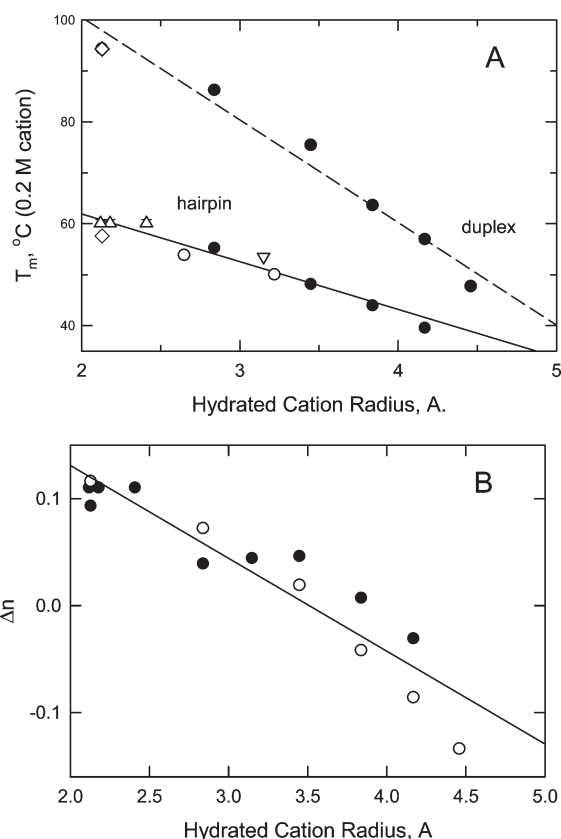 A
100
80
60
40
Tm, °C (0.2 M cation)
hairpin
duplex
2 3 4 5
Hydrated Cation Radius, A.
B
0.1
0.0
-0.1
Δn
2.0 2.5 3.0 3.5 4.0 4.5 5.0
Hydrated Cation Radius, A